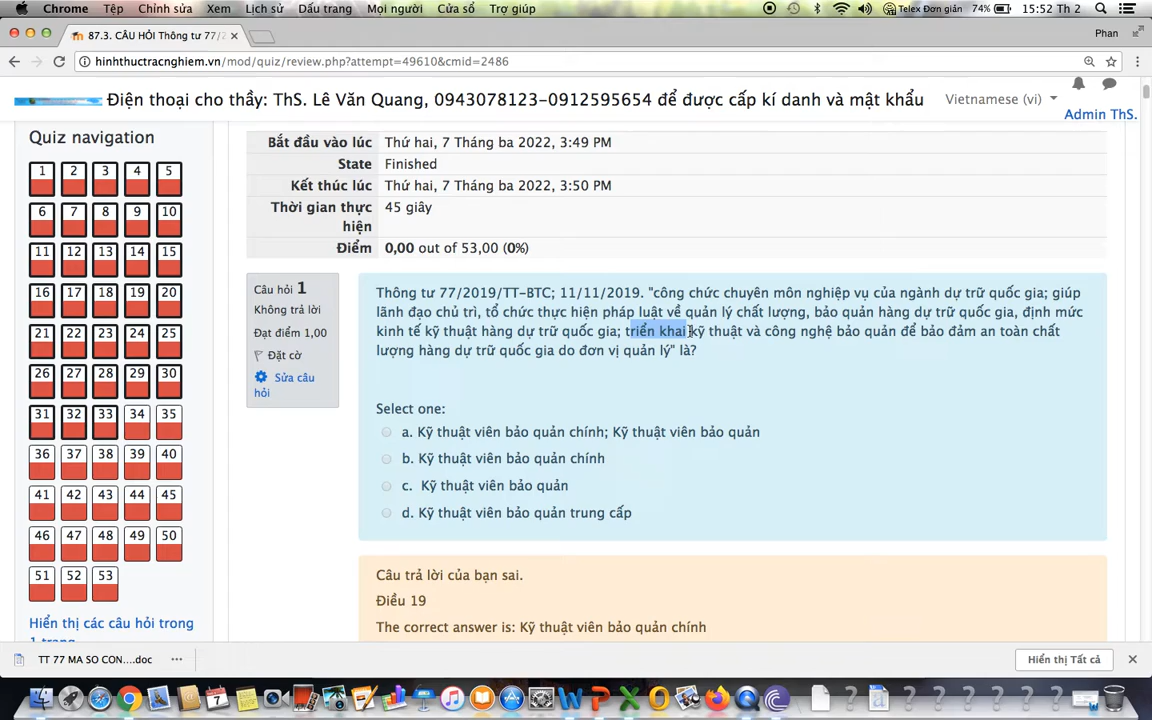 Chrome Tệp Chỉnh sửa Xem Lịch sử Dấu trang Mọi người Cửa sổ Trợ giúp Telex Đơn giản 74% 15:52 Th 2
87.3. CÂU HỎI Thông tư 77/2
Phan
hinhthuctracnghiem.vn/mod/quiz/review.php?attempt=49610&cmid=2486
Điện thoại cho thầy: ThS. Lê Văn Quang, 0943078123-0912595654 để được cấp kí danh và mật khẩu
Vietnamese (vi)
Admin ThS.
Quiz navigation
1 2 3 4 5
6 7 8 9 10
11 12 13 14 15
16 17 18 19 20
21 22 23 24 25
26 27 28 29 30
31 32 33 34 35
36 37 38 39 40
41 42 43 44 45
46 47 48 49 50
51 52 53
Hiển thị các câu hỏi trong
1 trang
Bắt đầu vào lúc Thứ hai, 7 Tháng ba 2022, 3:49 PM
State Finished
Kết thúc lúc Thứ hai, 7 Tháng ba 2022, 3:50 PM
Thời gian thực 45 giây
hiện
Điểm 0,00 out of 53,00 (0%)
Câu hỏi 1
Không trả lời
Đạt điểm 1,00
Đặt cờ
Sửa câu
hỏi
Thông tư 77/2019/TT-BTC; 11/11/2019. "công chức chuyên môn nghiệp vụ của ngành dự trữ quốc gia; giúp
lãnh đạo chủ trì, tổ chức thực hiện pháp luật về quản lý chất lượng, bảo quản hàng dự trữ quốc gia, định mức
kinh tế kỹ thuật hàng dự trữ quốc gia; triển khai kỹ thuật và công nghệ bảo quản để bảo đảm an toàn chất
lượng hàng dự trữ quốc gia do đơn vị quản lý" là?
Select one:
a. Kỹ thuật viên bảo quản chính; Kỹ thuật viên bảo quản
b. Kỹ thuật viên bảo quản chính
c. Kỹ thuật viên bảo quản
d. Kỹ thuật viên bảo quản trung cấp
Câu trả lời của bạn sai.
Điều 19
The correct answer is: Kỹ thuật viên bảo quản chính
TT 77 MA SO CON....doc
Hiển thị Tất cả